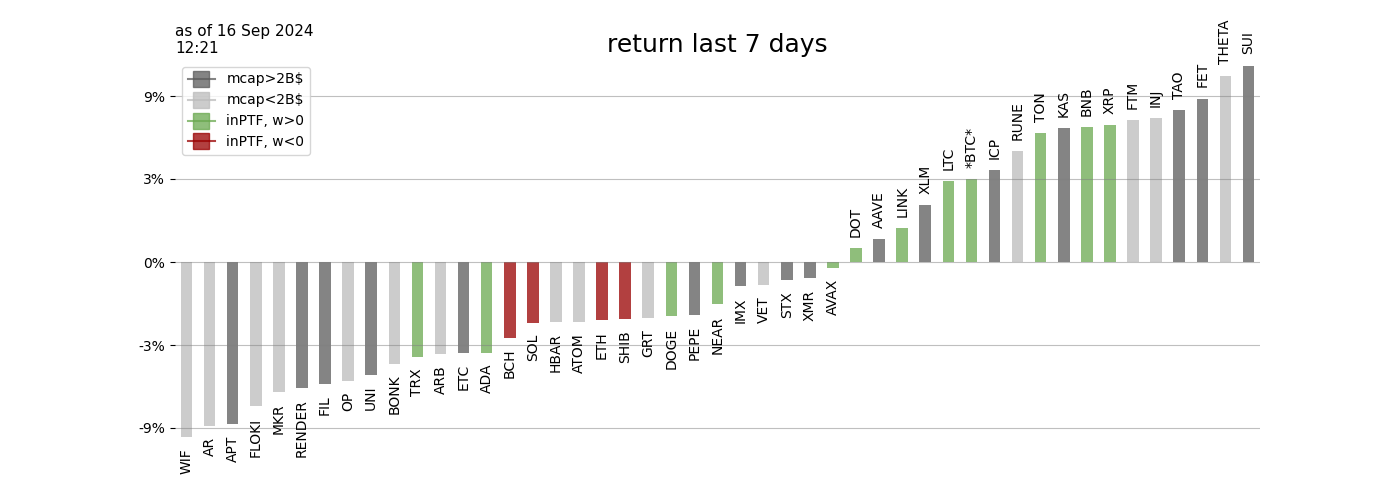 as of 16 Sep 2024
12:21
return last 7 days
mcap>2B$
mcap<2B$
inPTF, w>0
inPTF, w<0
9%
3%
0%
-3%
-9%
WIF
AR
APT
FLOKI
MKR
RENDER
FIL
OP
UNI
BONK
TRX
ARB
ETC
ADA
BCH
SOL
HBAR
ATOM
ETH
SHIB
GRT
DOGE
PEPE
NEAR
IMX
VET
STX
XMR
AVAX
DOT
AAVE
LINK
XLM
LTC
*BTC*
ICP
RUNE
TON
KAS
BNB
XRP
FTM
INJ
TAO
FET
THETA
SUI